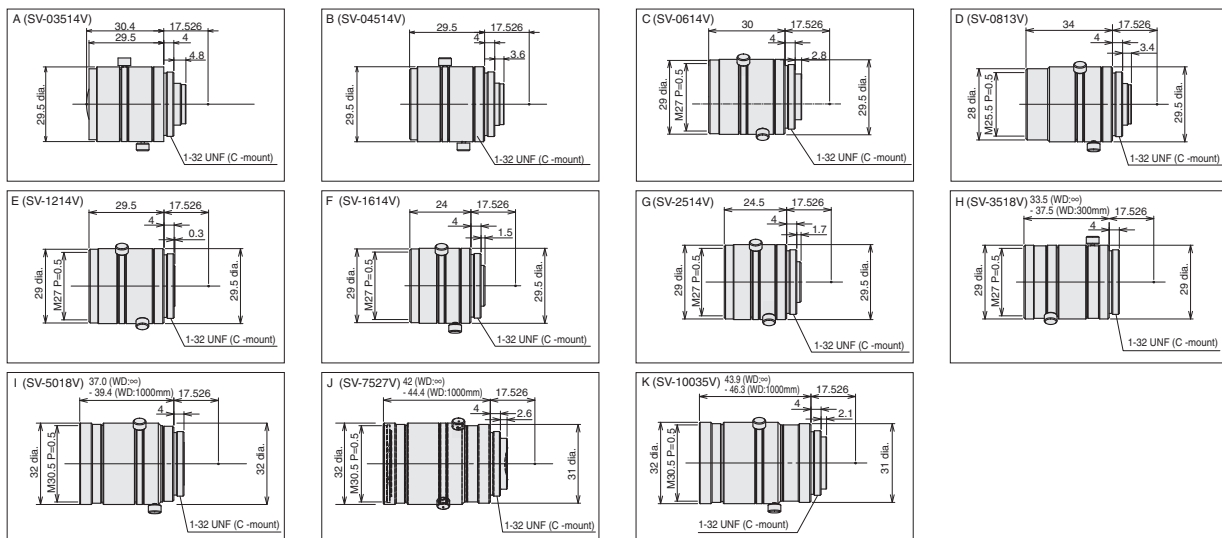 A (SV-03514V)
30.4
17.526
29.5
4
4.8
29.5 dia.
1-32 UNF (C -mount)
B (SV-04514V)
29.5
17.526
4
3.6
29.5 dia.
1-32 UNF (C -mount)
C (SV-0614V)
30
17.526
4
2.8
29 dia.
M27 P=0.5
29.5 dia.
1-32 UNF (C -mount)
D (SV-0813V)
34
17.526
4
3.4
28 dia.
M25.5 P=0.5
29.5 dia.
1-32 UNF (C -mount)
E (SV-1214V)
29.5
17.526
4
0.3
29 dia.
M27 P=0.5
29.5 dia.
1-32 UNF (C -mount)
F (SV-1614V)
24
17.526
4
1.5
29 dia.
M27 P=0.5
29.5 dia.
1-32 UNF (C -mount)
G (SV-2514V)
24.5
17.526
4
1.7
29 dia.
M27 P=0.5
29.5 dia.
1-32 UNF (C -mount)
H (SV-3518V)
33.5 (WD:∞)
- 37.5 (WD:300mm)
17.526
4
29 dia.
M27 P=0.5
29 dia.
1-32 UNF (C -mount)
I (SV-5018V)
37.0 (WD:∞)
- 39.4 (WD:1000mm)
17.526
4
32 dia.
M30.5 P=0.5
32 dia.
1-32 UNF (C -mount)
J (SV-7527V)
42 (WD:∞)
- 44.4 (WD:1000mm)
17.526
4
2.6
32 dia.
M30.5 P=0.5
31 dia.
1-32 UNF (C -mount)
K (SV-10035V)
43.9 (WD:∞)
- 46.3 (WD:1000mm)
17.526
4
2.1
32 dia.
M30.5 P=0.5
31 dia.
1-32 UNF (C -mount)